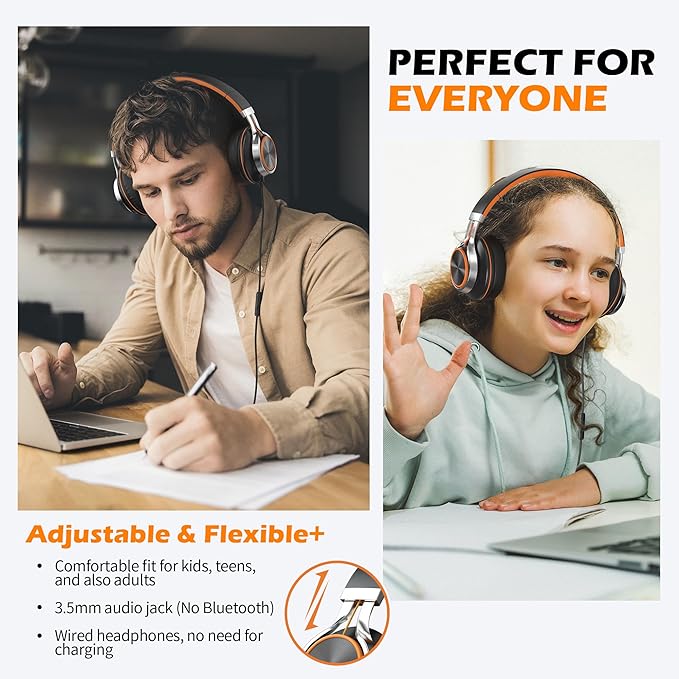 PERFECT FOR
EVERYONE
Adjustable & Flexible+
• Comfortable fit for kids, teens,
and also adults
• 3.5mm audio jack (No Bluetooth)
• Wired headphones, no need for
charging